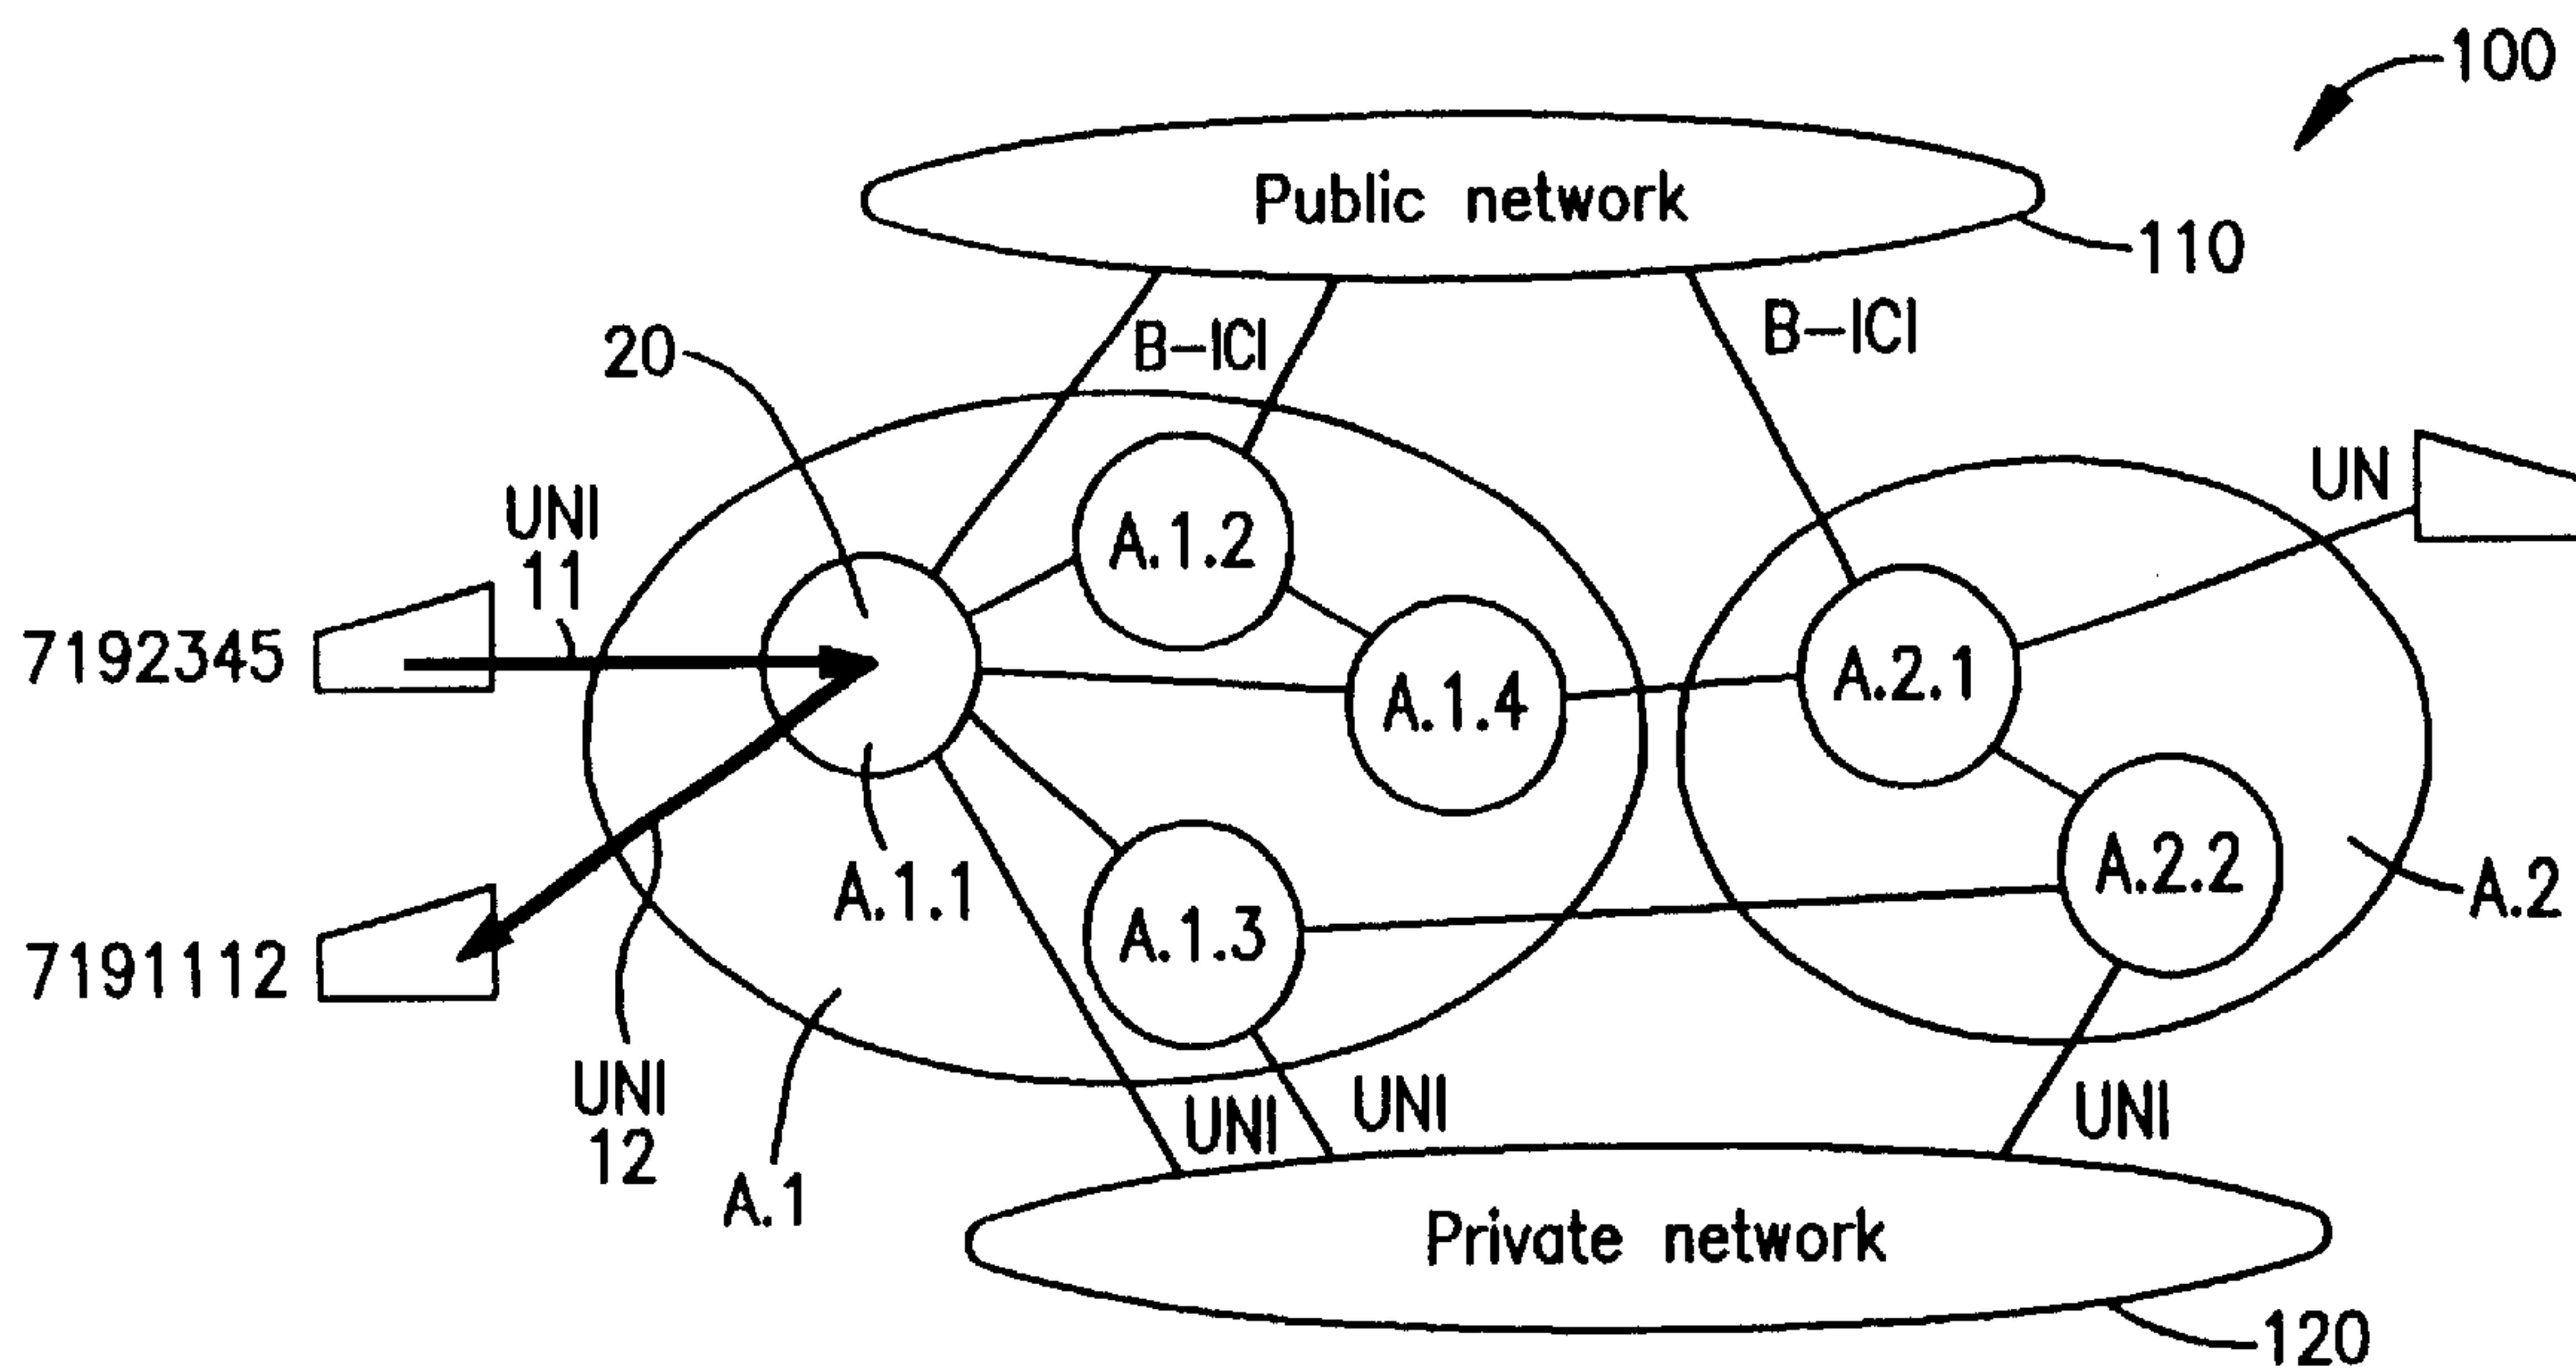 100
Public network
110
B-ICI
B-ICI
20
UN
UNI
11
A.1.2
7192345
A.2.1
A.1.4
A.2.2
A.1.1
A.2
A.1.3
7191112
UNI
12
UNI
UNI
UNI
A.1
Private network
120